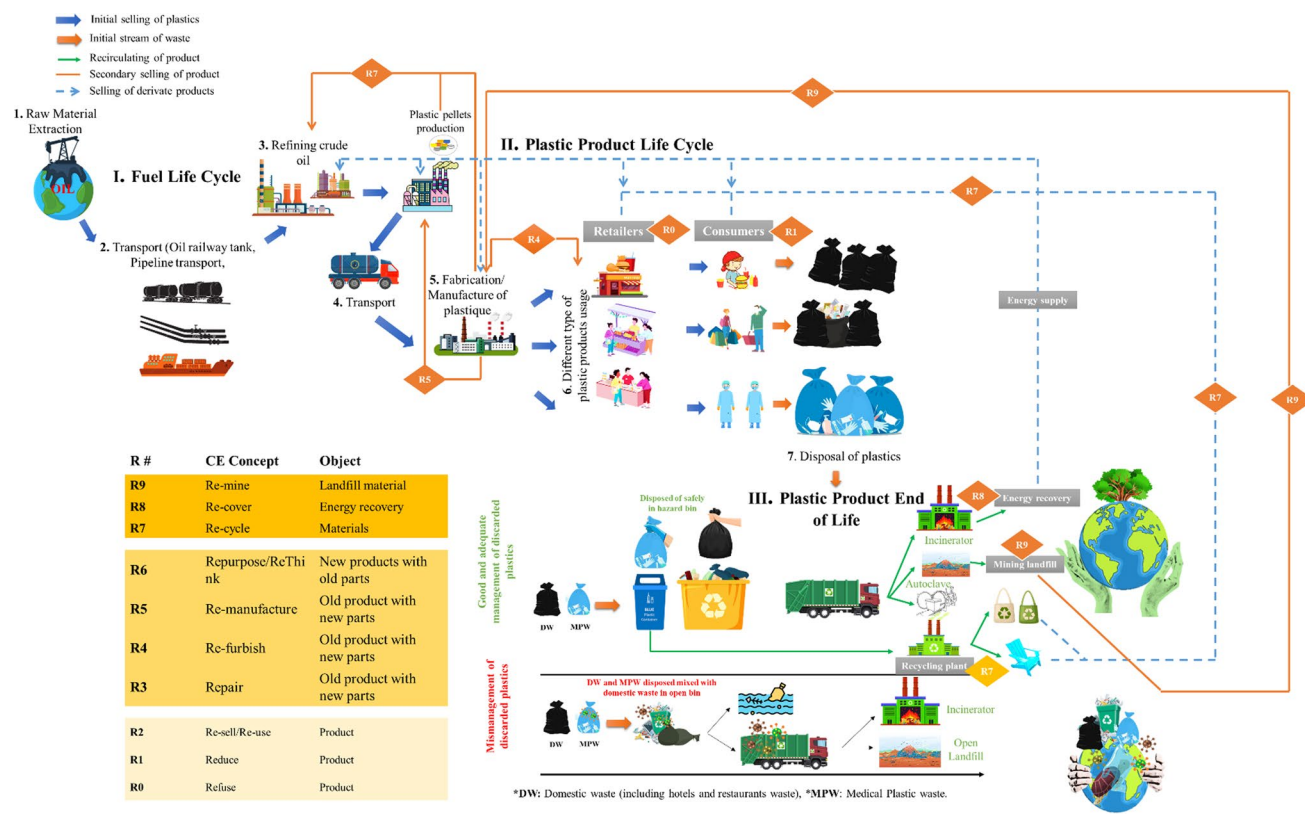 Initial selling of plastics
Initial stream of waste
Recirculating of product
Secondary selling of product
Selling of derivate products
1. Raw Material
Extraction
OIL
I. Fuel Life Cycle
2. Transport (Oil railway tank,
Pipeline transport,
R7
3. Refining crude
oil
Plastic pellets
production
4. Transport
R5
II. Plastic Product Life Cycle
R9
R7
R4
5. Fabrication/
Manufacture of
plastique
6. Different type of
plastic products usage
Retailers
R0
Consumers
R1
Energy supply
R7
R9
7. Disposal of plastics
R #
CE Concept
Object
R9
Re-mine
Landfill material
R8
Re-cover
Energy recovery
R7
Re-cycle
Materials
R6
Repurpose/ReThi
nk
New products with
old parts
R5
Re-manufacture
Old product with
new parts
R4
Re-furbish
Old product with
new parts
R3
Repair
Old product with
new parts
R2
Re-sell/Re-use
Product
R1
Reduce
Product
R0
Refuse
Product
III. Plastic Product End
of Life
Good and adequate
management of discarded
plastics
Disposed of safely
in hazard bin
DW
MPW
BLUE
Incinerator
R8
Energy recovery
R9
Mining landfill
Autoclave
Recycling plant
R7
Mismanagement of
discarded plastics
DW and MPW disposed mixed with
domestic waste in open bin
DW
MPW
Incinerator
Open
Landfill
*DW: Domestic waste (including hotels and restaurants waste), *MPW: Medical Plastic waste.